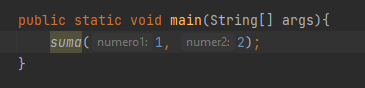 public static void main(String[] args){
suma( numero1: 1, numer2: 2);
}